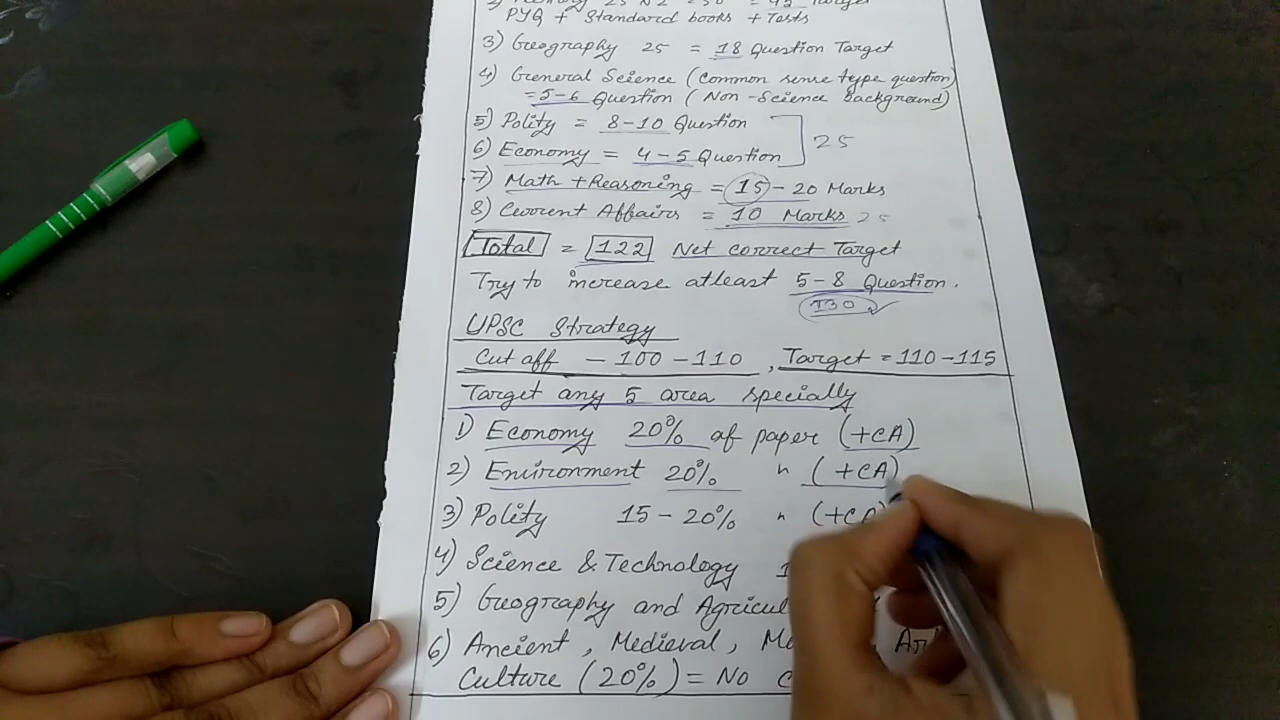 PYQ + Standard books + Tests
3) Geography 25 = 18 Question Target
4) General Science (Common sense type question)
= 5-6 Question (Non-Science Background)
5) Polity = 8-10 Question
25
6) Economy = 4-5 Question
7) Math + Reasoning = 15 - 20 Marks
8) Current Affairs = 10 Marks 25
Total = 122 Net correct Target
Try to increase atleast 5-8 Question.
130
UPSC Strategy
Cut off - 100 - 110, Target = 110 - 115
Target any 5 area specially
1) Economy 20% of paper (+CA)
2) Environment 20% " (+CA)
3) Polity 15 - 20% " (+CA)
4) Science & Technology
5) Geography and
6) Ancient, Medieval,
Culture (20%) = No